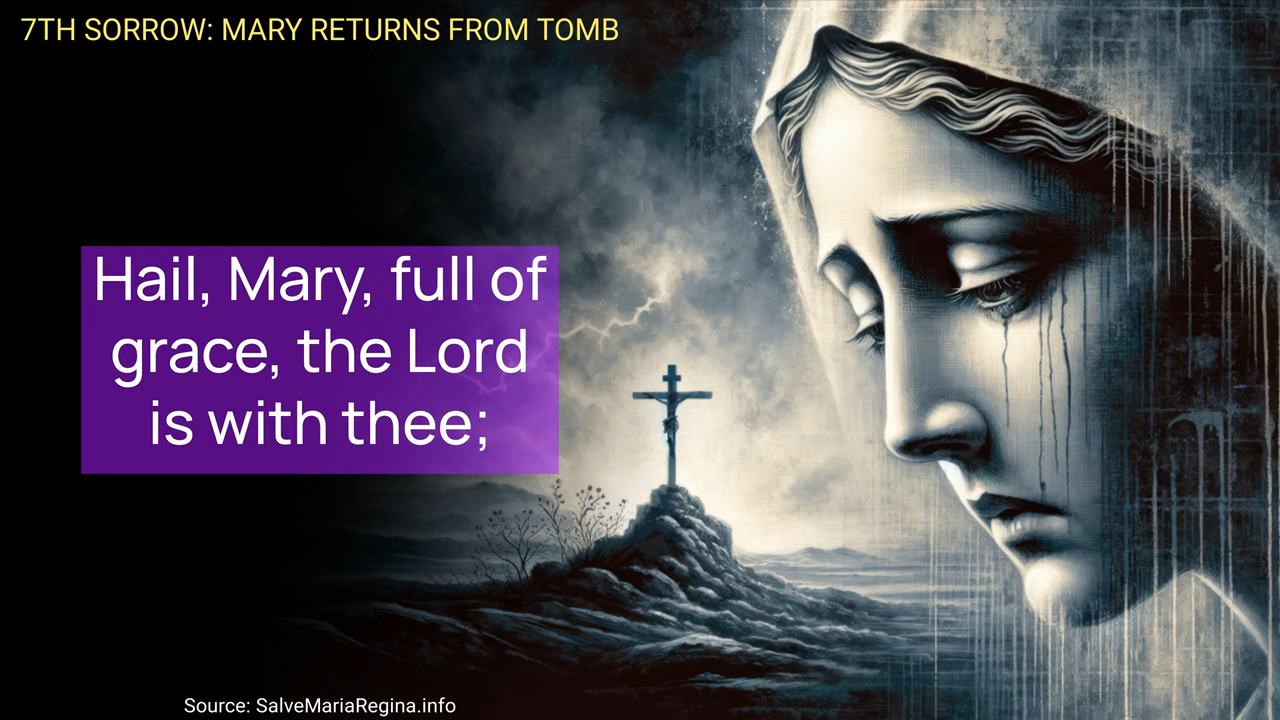 7TH SORROW: MARY RETURNS FROM TOMB
Hail, Mary, full of
grace, the Lord
is with thee;
Source: SalveMariaRegina.info